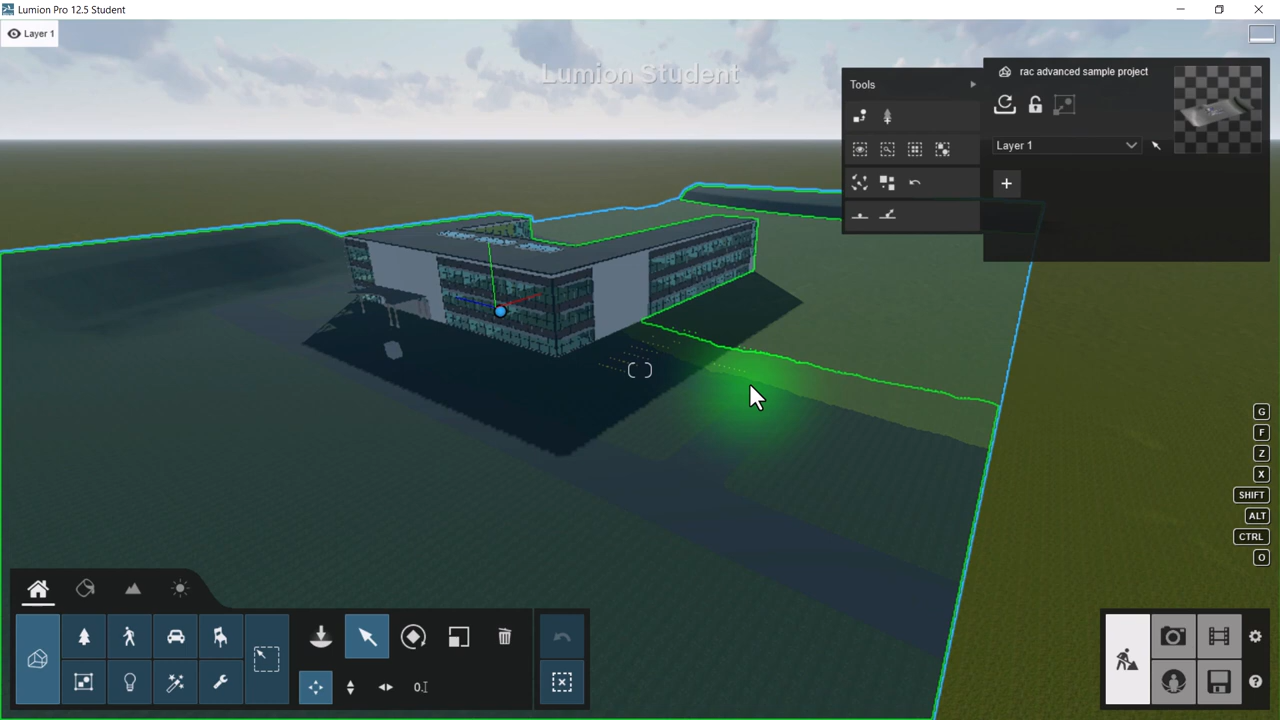 Lumion Pro 12.5 Student
Layer 1
Lumion Student
Tools
rac advanced sample project
Layer 1
G
F
Z
X
SHIFT
ALT
CTRL
O